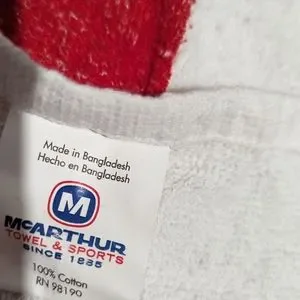 Made in Bangladesh
Hecho en Bangladesh
M
MCARTHUR
TOWEL & SPORTS
SINCE 1885
100% Cotton
RN 98190